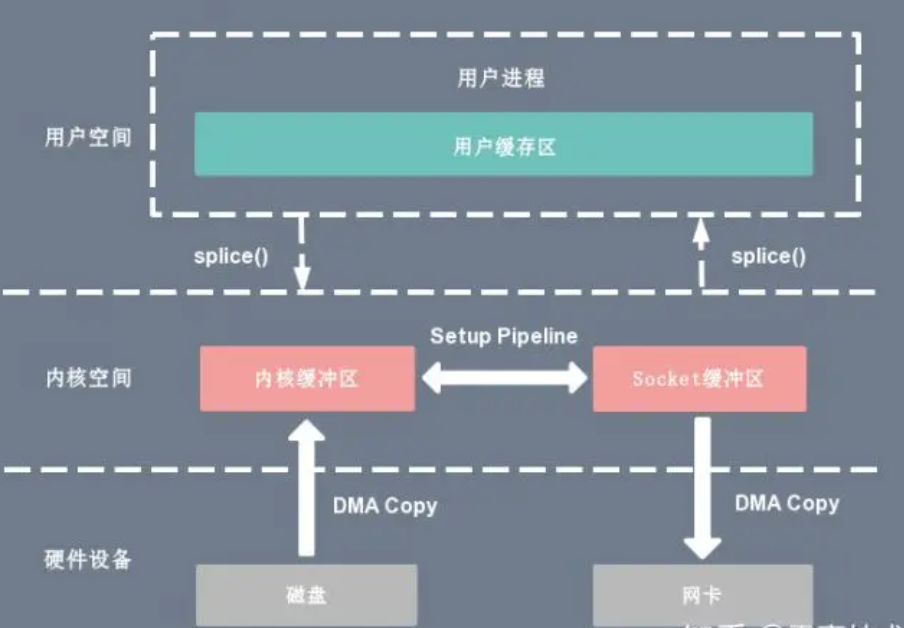 用户进程
用户空间
用户缓存区
splice()
splice()
Setup Pipeline
内核空间
内核缓冲区
Socket缓冲区
DMA Copy
DMA Copy
硬件设备
磁盘
网卡